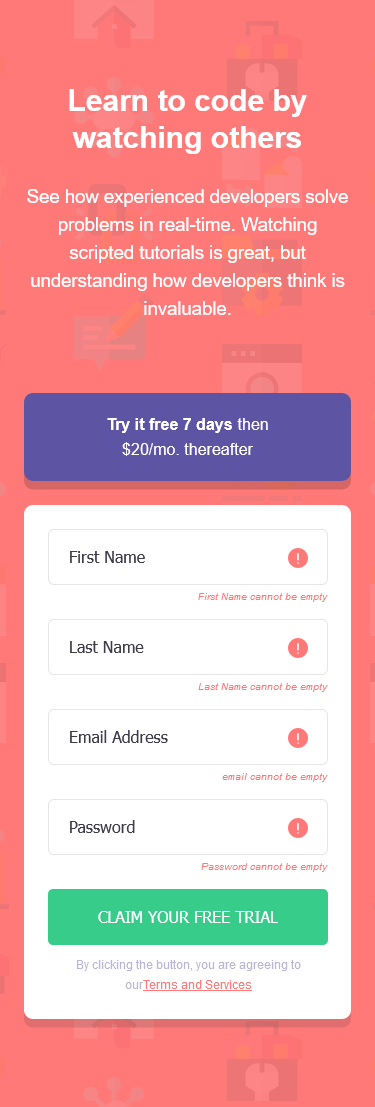 Learn to code by
watching others
See how experienced developers solve
problems in real-time. Watching
scripted tutorials is great, but
understanding how developers think is
invaluable.
Try it free 7 days then
$20/mo. thereafter
First Name
First Name cannot be empty
Last Name
Last Name cannot be empty
Email Address
email cannot be empty
Password
Password cannot be empty
CLAIM YOUR FREE TRIAL
By clicking the button, you are agreeing to
ourTerms and Services